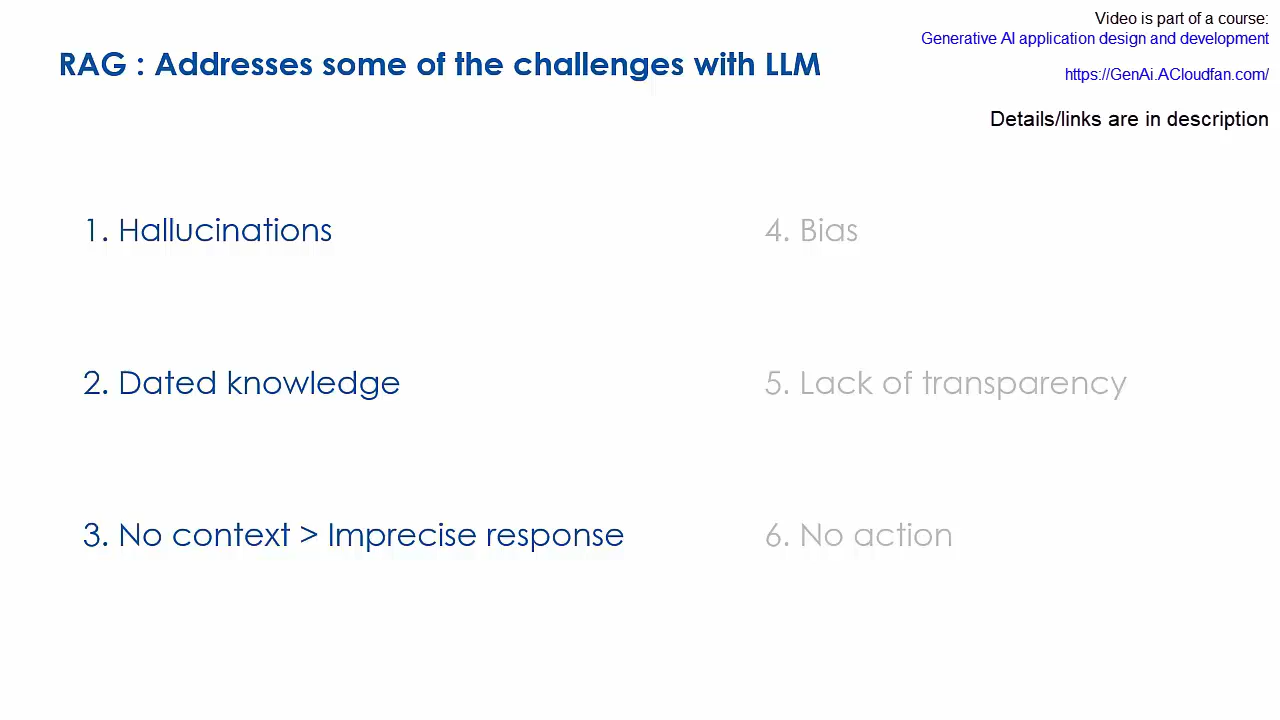 Video is part of a course:
Generative AI application design and development
https://GenAi.ACloudfan.com/
Details/links are in description
RAG : Addresses some of the challenges with LLM
1. Hallucinations
2. Dated knowledge
3. No context > Imprecise response
4. Bias
5. Lack of transparency
6. No action